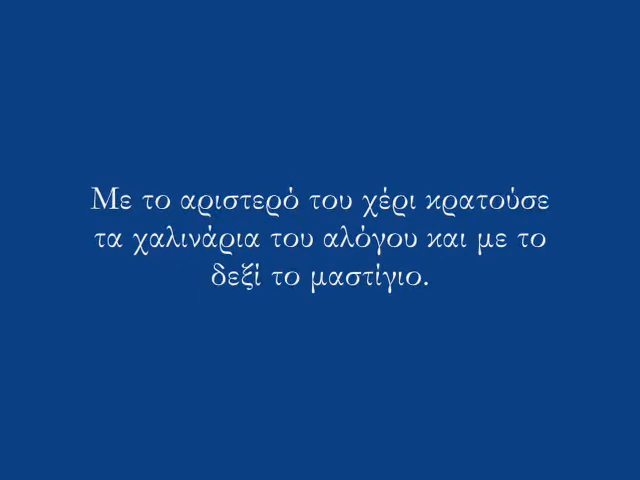 Με το αριστερό του χέρι κρατούσε
τα χαλινάρια του αλόγου και με το
δεξί το μαστίγιο.